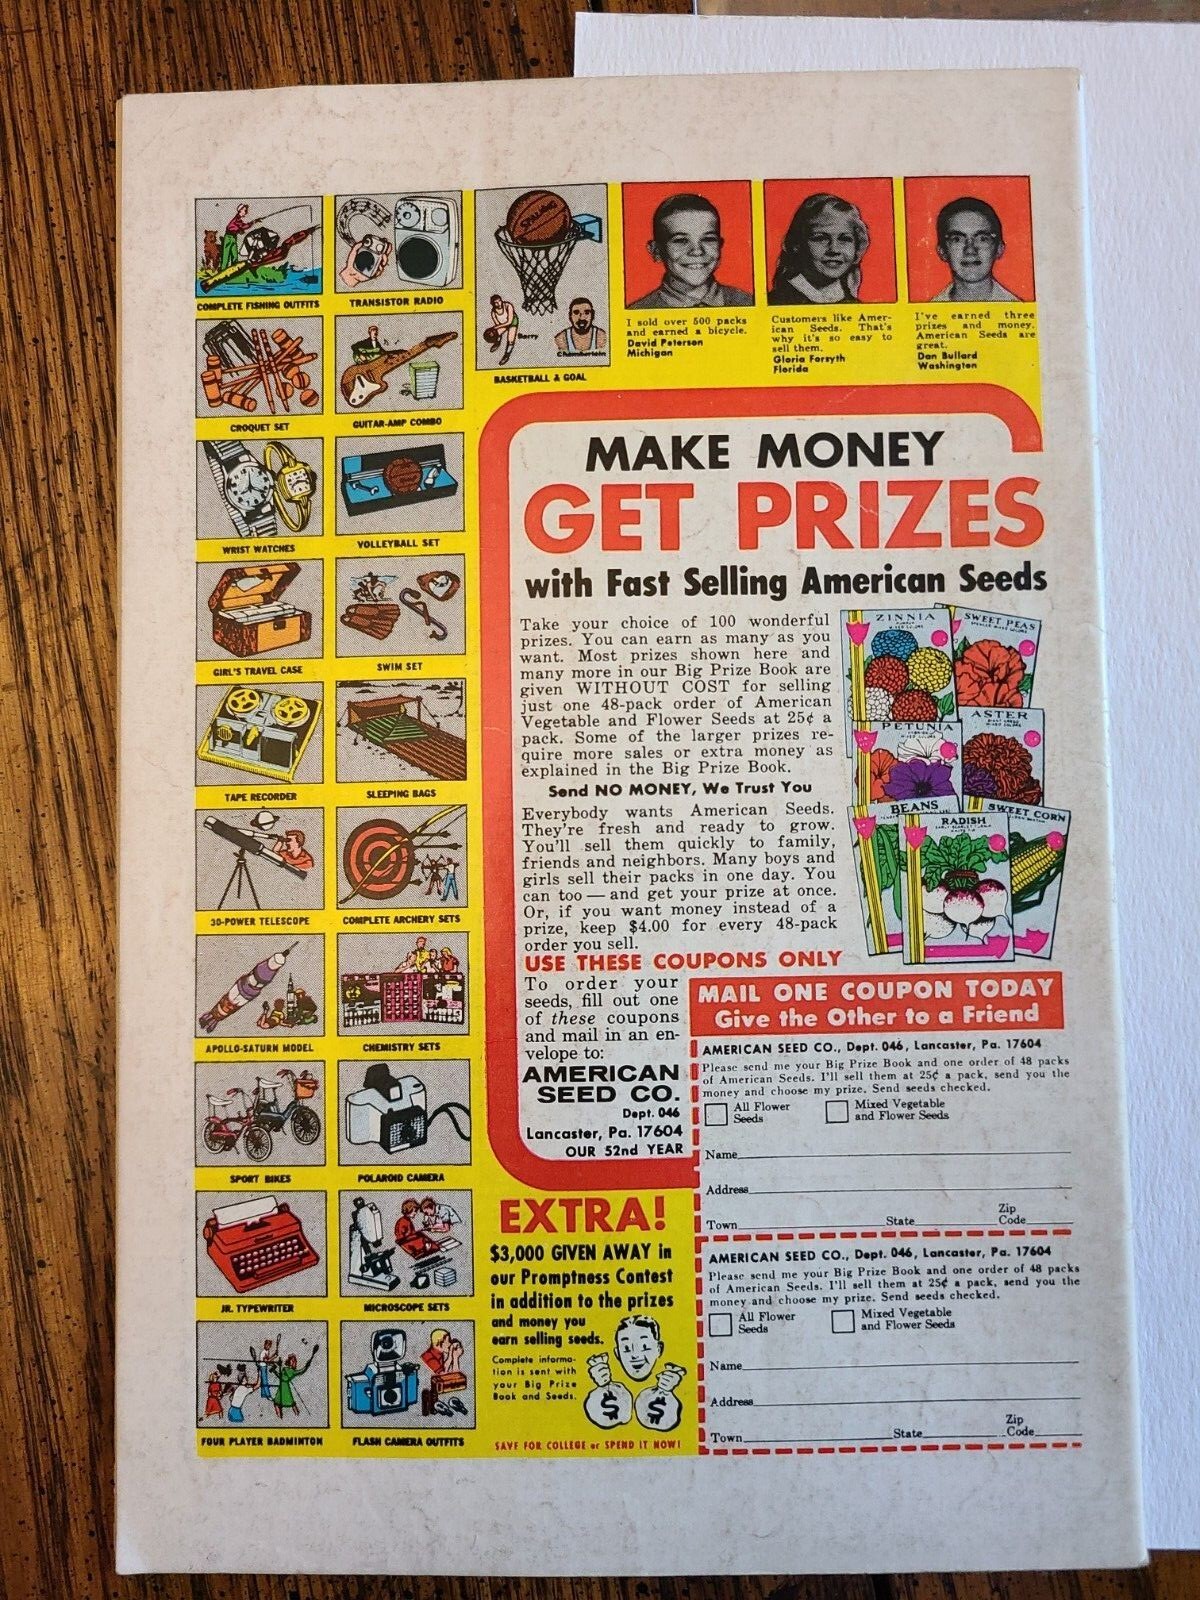 COMPLETE FISHING OUTFITS
TRANSISTOR RADIO
SPALDING
Barry
Chamberlain
BASKETBALL & GOAL
CROQUET SET
GUITAR-AMP COMBO
WRIST WATCHES
VOLLEYBALL SET
GIRL'S TRAVEL CASE
SWIM SET
TAPE RECORDER
SLEEPING BAGS
30-POWER TELESCOPE
COMPLETE ARCHERY SETS
APOLLO-SATURN MODEL
CHEMISTRY SETS
SPORT BIKES
POLAROID CAMERA
JR. TYPEWRITER
MICROSCOPE SETS
FOUR PLAYER BADMINTON
FLASH CAMERA OUTFITS
I sold over 500 packs
and earned a bicycle.
David Peterson
Michigan
Customers like Amer-
ican Seeds. That's
why it's so easy to
sell them.
Gloria Forsyth
Florida
I've earned three
prizes and money.
American Seeds are
great.
Dan Bullard
Washington
MAKE MONEY
GET PRIZES
with Fast Selling American Seeds
Take your choice of 100 wonderful
prizes. You can earn as many as you
want. Most prizes shown here and
many more in our Big Prize Book are
given WITHOUT COST for selling
just one 48-pack order of American
Vegetable and Flower Seeds at 25¢ a
pack. Some of the larger prizes re-
quire more sales or extra money as
explained in the Big Prize Book.
Send NO MONEY, We Trust You
Everybody wants American Seeds.
They're fresh and ready to grow.
You'll sell them quickly to family,
friends and neighbors. Many boys and
girls sell their packs in one day. You
can too — and get your prize at once.
Or, if you want money instead of a
prize, keep $4.00 for every 48-pack
order you sell.
ZINNIA
SWEET PEAS
PETUNIA
ASTER
BEANS
RADISH
SWEET CORN
USE THESE COUPONS ONLY
To order your
seeds, fill out one
of these coupons
and mail in an en-
velope to:
AMERICAN
SEED CO.
Dept. 046
Lancaster, Pa. 17604
OUR 52nd YEAR
MAIL ONE COUPON TODAY
Give the Other to a Friend
AMERICAN SEED CO., Dept. 046, Lancaster, Pa. 17604
Please send me your Big Prize Book and one order of 48 packs
of American Seeds. I'll sell them at 25¢ a pack, send you the
money and choose my prize. Send seeds checked.
All Flower
Seeds
Mixed Vegetable
and Flower Seeds
Name
Address
Town State Zip
Code
AMERICAN SEED CO., Dept. 046, Lancaster, Pa. 17604
Please send me your Big Prize Book and one order of 48 packs
of American Seeds. I'll sell them at 25¢ a pack, send you the
money and choose my prize. Send seeds checked.
All Flower
Seeds
Mixed Vegetable
and Flower Seeds
Name
Address
Town State Zip
Code
EXTRA!
$3,000 GIVEN AWAY in
our Promptness Contest
in addition to the prizes
and money you
earn selling seeds.
Complete informa-
tion is sent with
your Big Prize
Book and Seeds.
$ $
SAVE FOR COLLEGE or SPEND IT NOW!